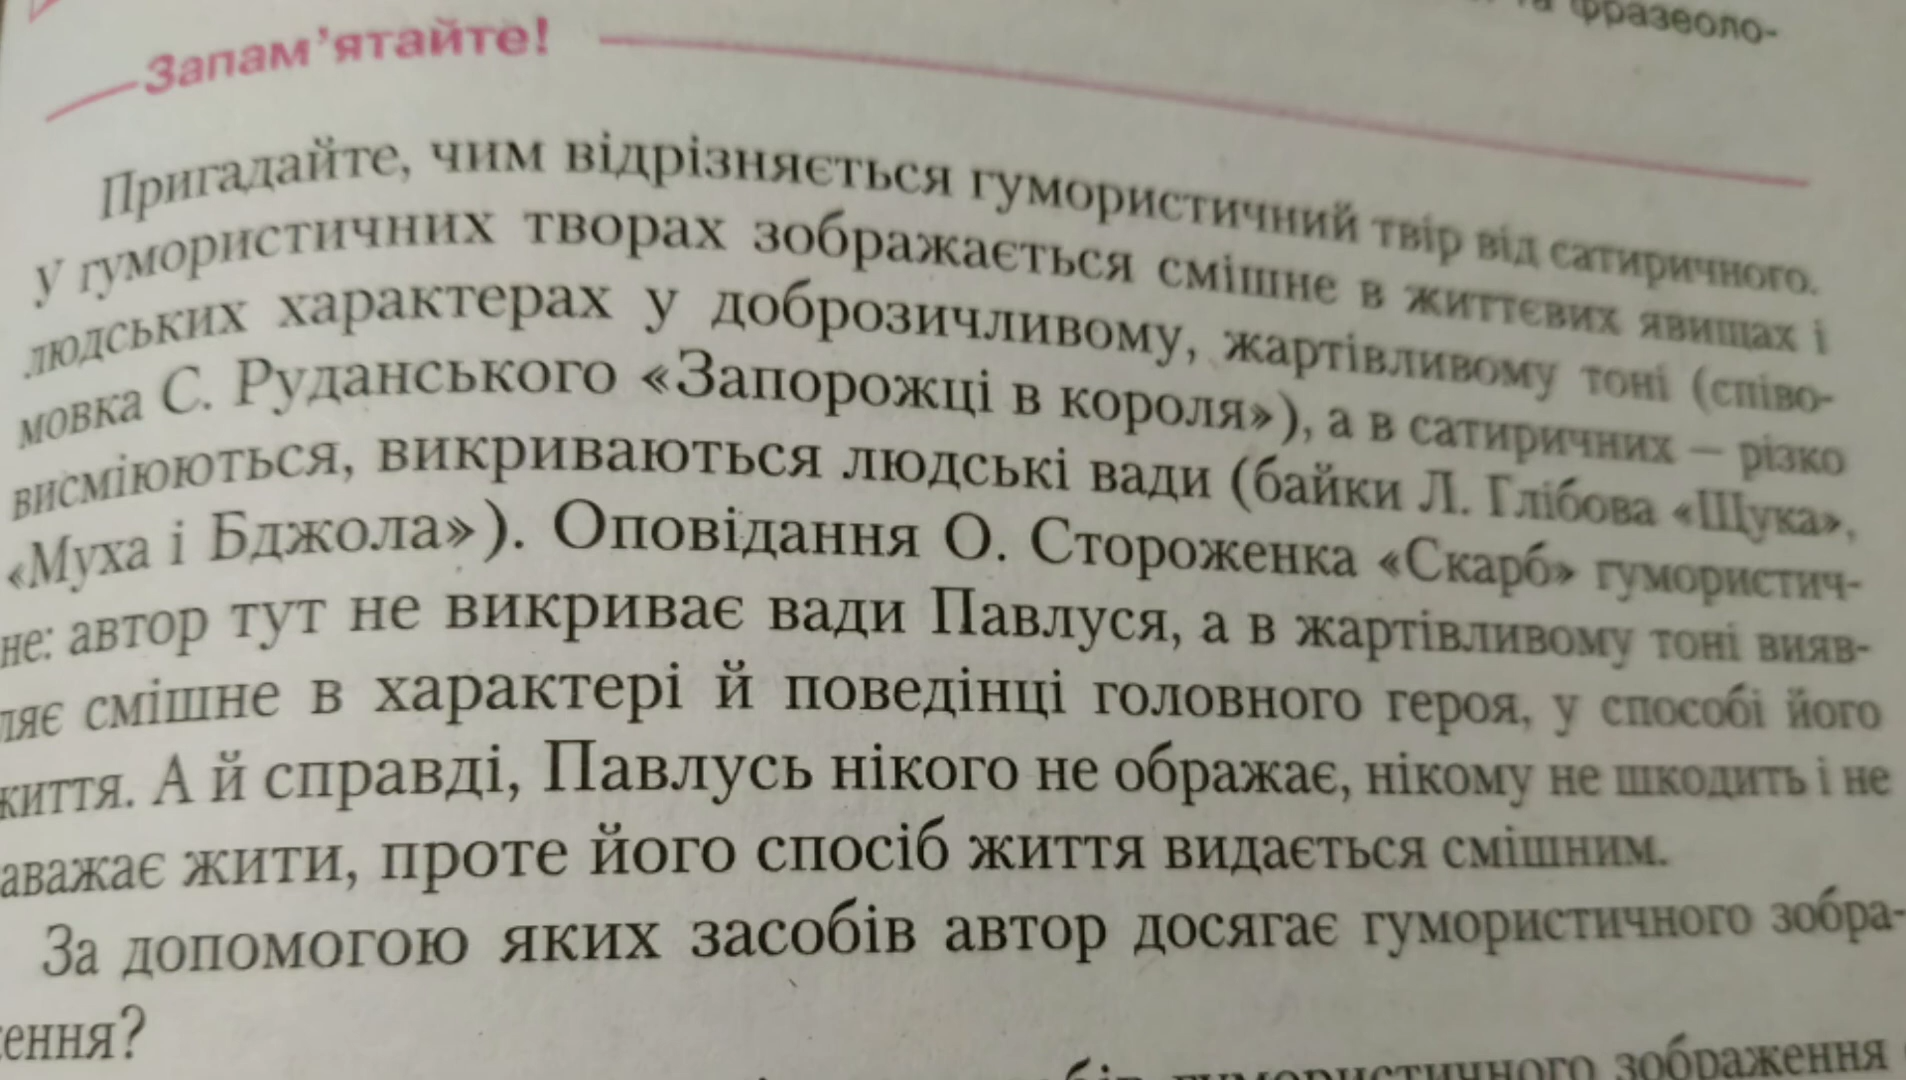 та фразеоло-
Запам’ятайте!
Пригадайте, чим відрізняється гумористичний твір від сатиричного.
У гумористичних творах зображається смішне в життєвих явищах і
людських характерах у доброзичливому, жартівливому тоні (співо-
мовка С. Руданського «Запорожці в короля»), а в сатиричних – різко
висміюються, викриваються людські вади (байки Л. Глібова «Щука»,
«Муха і Бджола»). Оповідання О. Стороженка «Скарб» гумористич-
не: автор тут не викриває вади Павлуся, а в жартівливому тоні вияв-
ляє смішне в характері й поведінці головного героя, у способі його
життя. А й справді, Павлусь нікого не ображає, нікому не шкодить і не
аважає жити, проте його спосіб життя видається смішним.
За допомогою яких засобів автор досягає гумористичного зобра-
ення?
гумористичного зображення